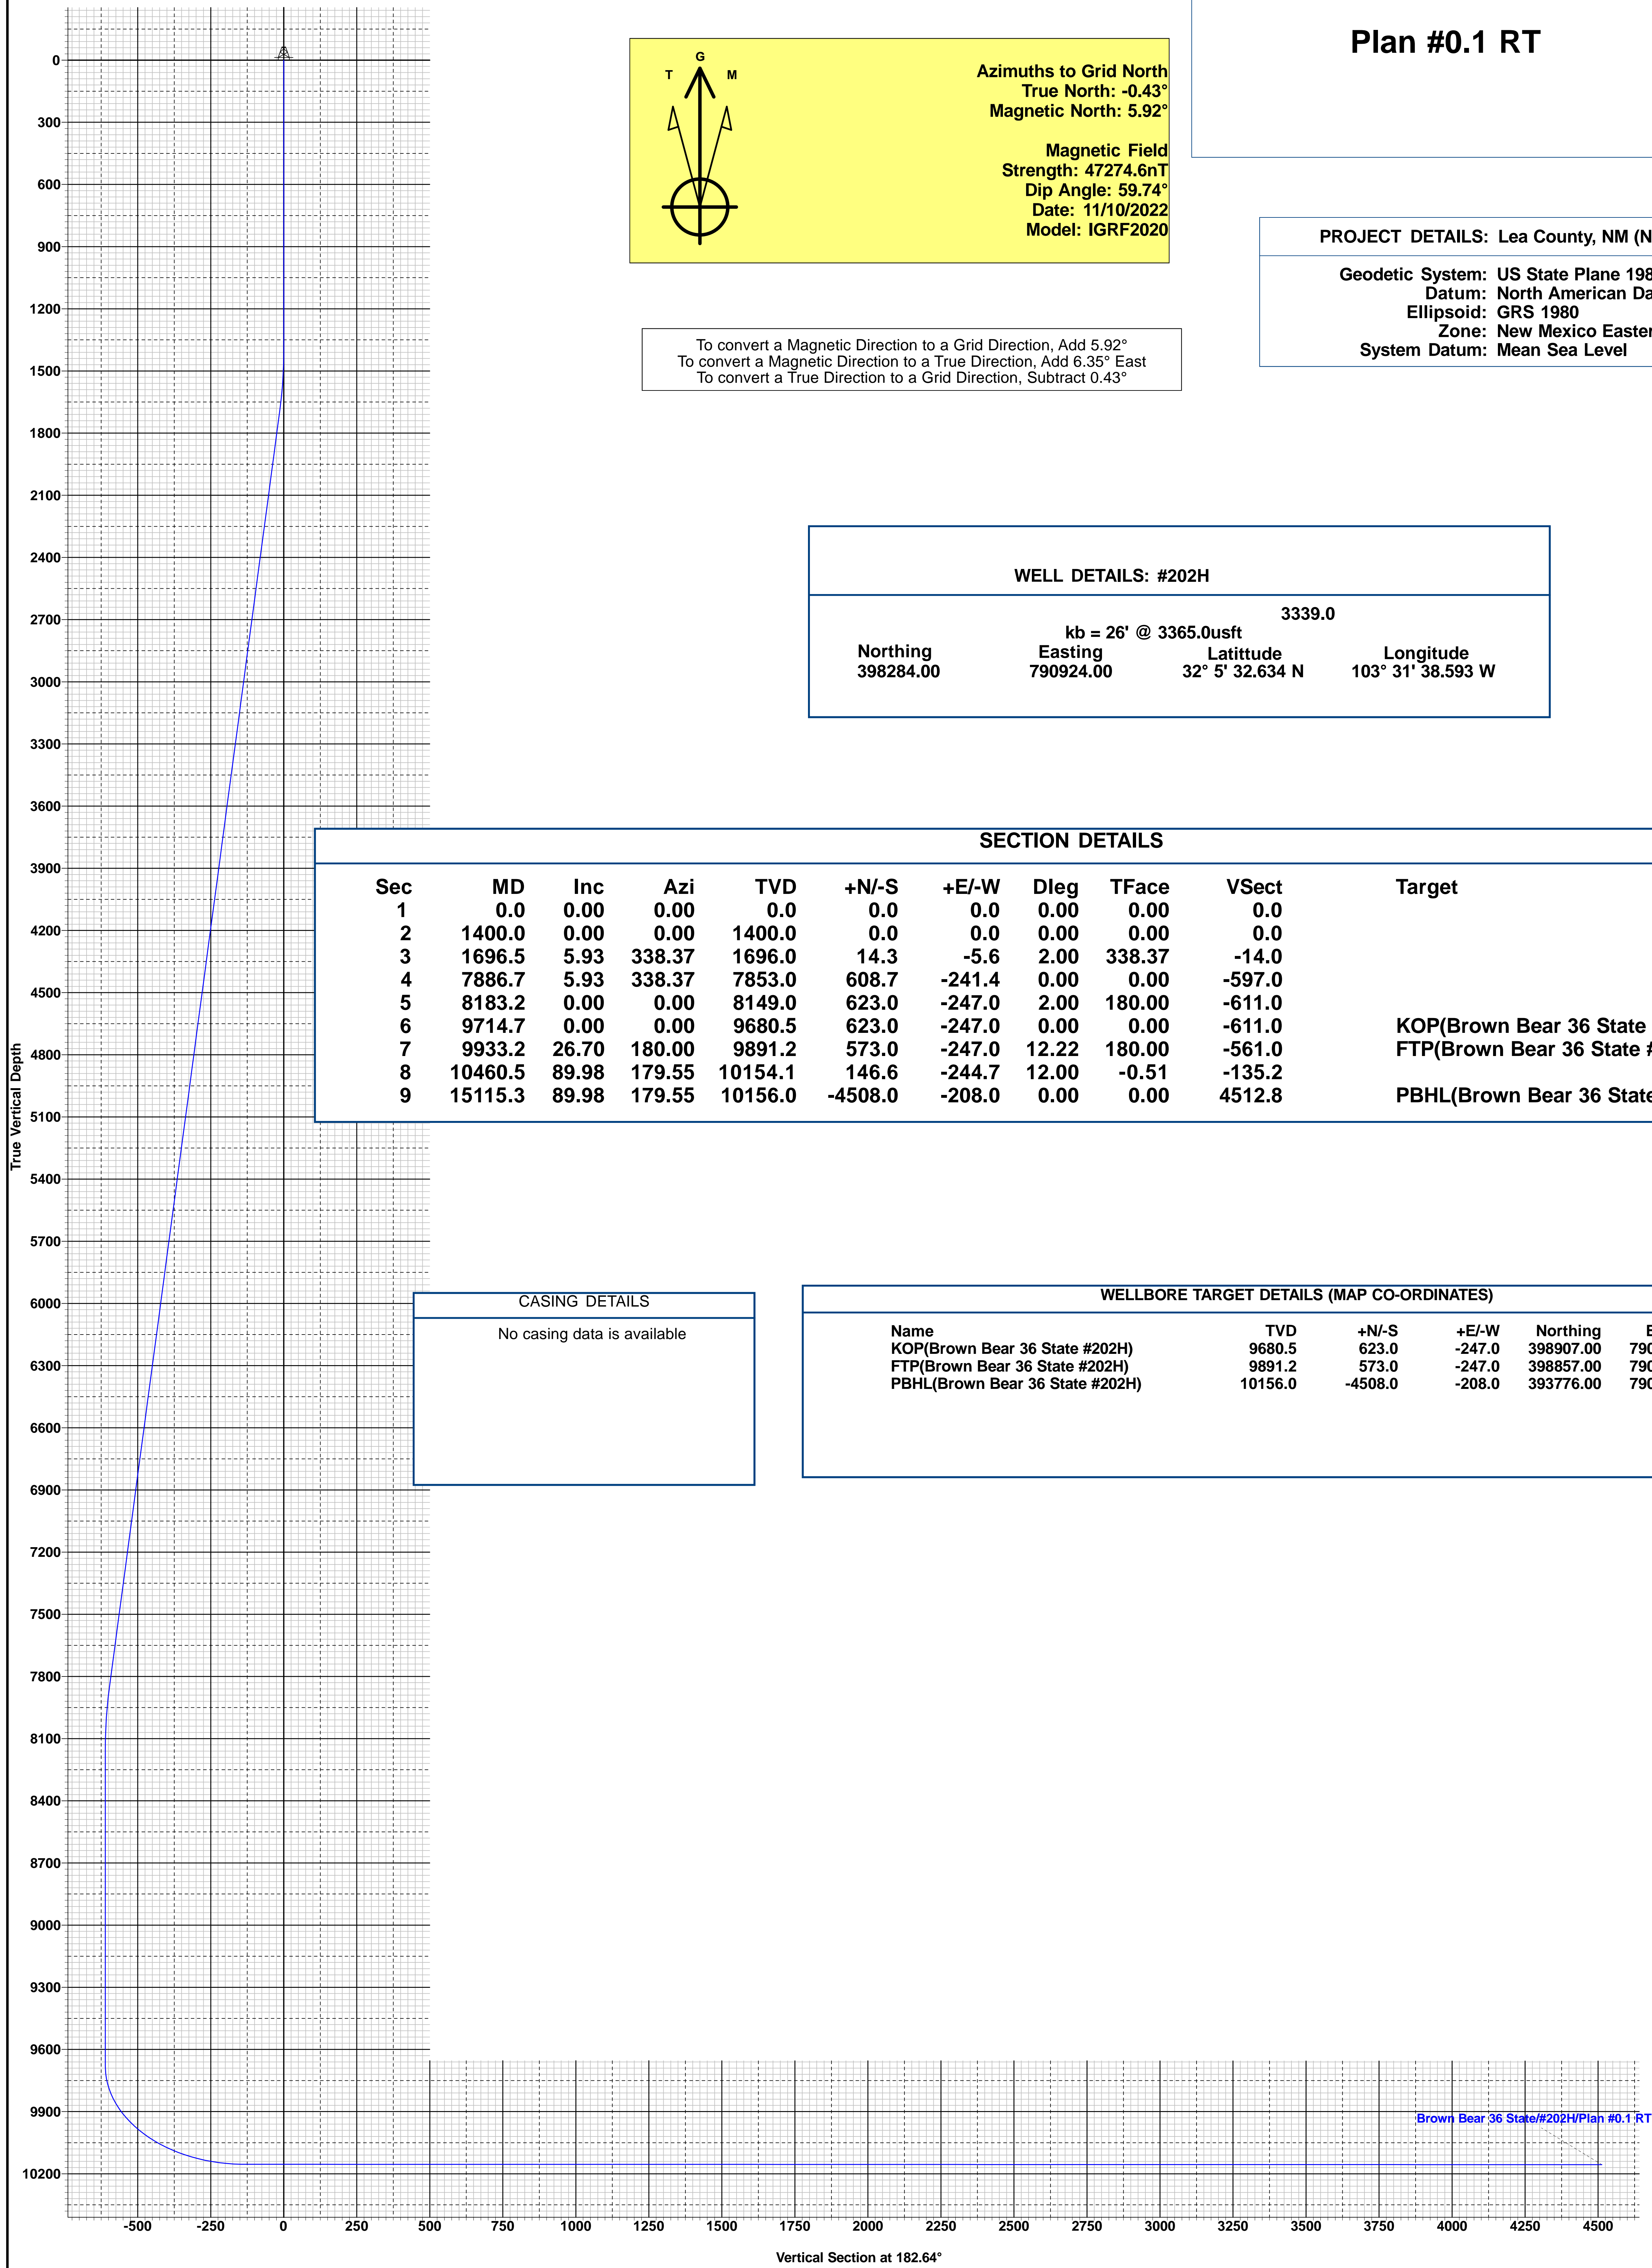 Plan #0.1 RT
T G M
Azimuths to Grid North
True North: -0.43°
Magnetic North: 5.92°
Magnetic Field
Strength: 47274.6nT
Dip Angle: 59.74°
Date: 11/10/2022
Model: IGRF2020
PROJECT DETAILS: Lea County, NM (N
Geodetic System: US State Plane 198
Datum: North American Da
Ellipsoid: GRS 1980
Zone: New Mexico Easter
System Datum: Mean Sea Level
To convert a Magnetic Direction to a Grid Direction, Add 5.92°
To convert a Magnetic Direction to a True Direction, Add 6.35° East
To convert a True Direction to a Grid Direction, Subtract 0.43°
WELL DETAILS: #202H
3339.0
kb = 26' @ 3365.0usft
Northing Easting Latittude Longitude
398284.00 790924.00 32° 5' 32.634 N 103° 31' 38.593 W
SECTION DETAILS
Sec MD Inc Azi TVD +N/-S +E/-W Dleg TFace VSect Target
1 0.0 0.00 0.00 0.0 0.0 0.0 0.00 0.00 0.0
2 1400.0 0.00 0.00 1400.0 0.0 0.0 0.00 0.00 0.0
3 1696.5 5.93 338.37 1696.0 14.3 -5.6 2.00 338.37 -14.0
4 7886.7 5.93 338.37 7853.0 608.7 -241.4 0.00 0.00 -597.0
5 8183.2 0.00 0.00 8149.0 623.0 -247.0 2.00 180.00 -611.0
6 9714.7 0.00 0.00 9680.5 623.0 -247.0 0.00 0.00 -611.0 KOP(Brown Bear 36 State
7 9933.2 26.70 180.00 9891.2 573.0 -247.0 12.22 180.00 -561.0 FTP(Brown Bear 36 State #
8 10460.5 89.98 179.55 10154.1 146.6 -244.7 12.00 -0.51 -135.2
9 15115.3 89.98 179.55 10156.0 -4508.0 -208.0 0.00 0.00 4512.8 PBHL(Brown Bear 36 State
CASING DETAILS
No casing data is available
WELLBORE TARGET DETAILS (MAP CO-ORDINATES)
Name TVD +N/-S +E/-W Northing E
KOP(Brown Bear 36 State #202H) 9680.5 623.0 -247.0 398907.00 790
FTP(Brown Bear 36 State #202H) 9891.2 573.0 -247.0 398857.00 790
PBHL(Brown Bear 36 State #202H) 10156.0 -4508.0 -208.0 393776.00 790
True Vertical Depth
0
300
600
900
1200
1500
1800
2100
2400
2700
3000
3300
3600
3900
4200
4500
4800
5100
5400
5700
6000
6300
6600
6900
7200
7500
7800
8100
8400
8700
9000
9300
9600
9900
10200
Brown Bear 36 State/#202H/Plan #0.1 RT
-500 -250 0 250 500 750 1000 1250 1500 1750 2000 2250 2500 2750 3000 3250 3500 3750 4000 4250 4500
Vertical Section at 182.64°